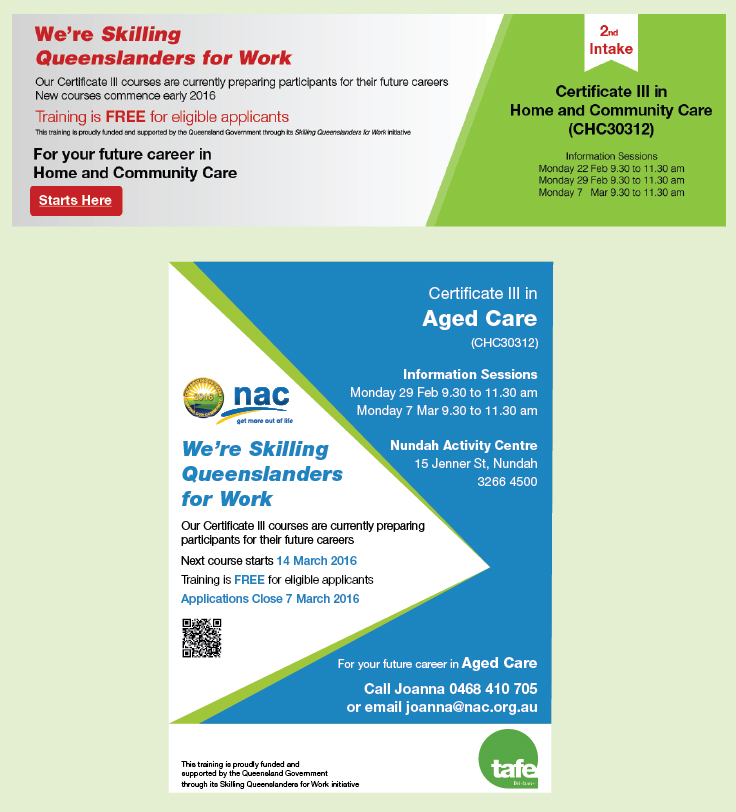 We're Skilling
Queenslanders for Work
Our Certificate III courses are currently preparing participants for their future careers
New courses commence early 2016
Training is FREE for eligible applicants
This training is proudly funded and supported by the Queensland Government through its Skilling Queenslanders for Work initiative
For your future career in
Home and Community Care
Starts Here
2nd
Intake
Certificate III in
Home and Community Care
(CHC30312)
Information Sessions
Monday 22 Feb 9.30 to 11.30 am
Monday 29 Feb 9.30 to 11.30 am
Monday 7 Mar 9.30 to 11.30 am
Certificate III in
Aged Care
(CHC30312)
Information Sessions
Monday 29 Feb 9.30 to 11.30 am
Monday 7 Mar 9.30 to 11.30 am
Nundah Activity Centre
15 Jenner St, Nundah
3266 4500
2016
nac
get more out of life
We're Skilling
Queenslanders
for Work
Our Certificate III courses are currently preparing
participants for their future careers
Next course starts 14 March 2016
Training is FREE for eligible applicants
Applications Close 7 March 2016
For your future career in Aged Care
Call Joanna 0468 410 705
or email joanna@nac.org.au
This training is proudly funded and
supported by the Queensland Government
through its Skilling Queenslanders for Work initiative
tafe